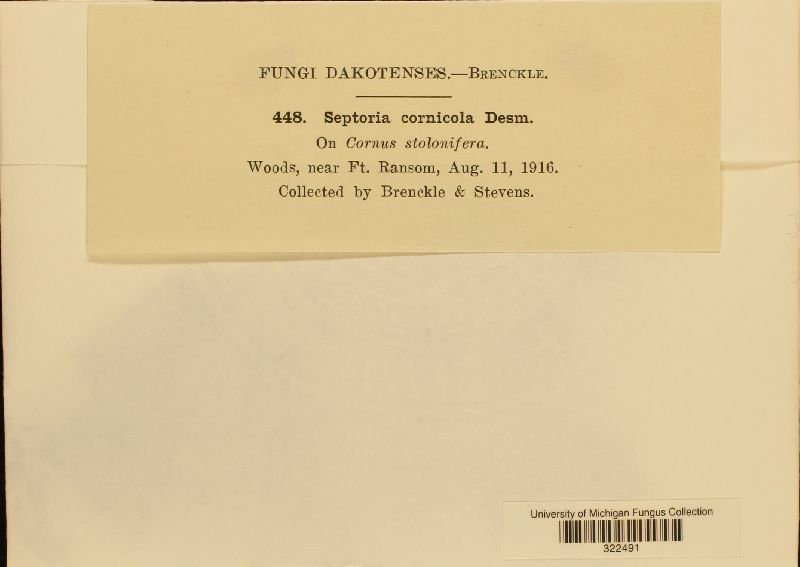 FUNGI DAKOTENSES.—BRENCKLE.
448. Septoria cornicola Desm.
On Cornus stolonifera.
Woods, near Ft. Ransom, Aug. 11, 1916.
Collected by Brenckle & Stevens.
University of Michigan Fungus Collection
322491